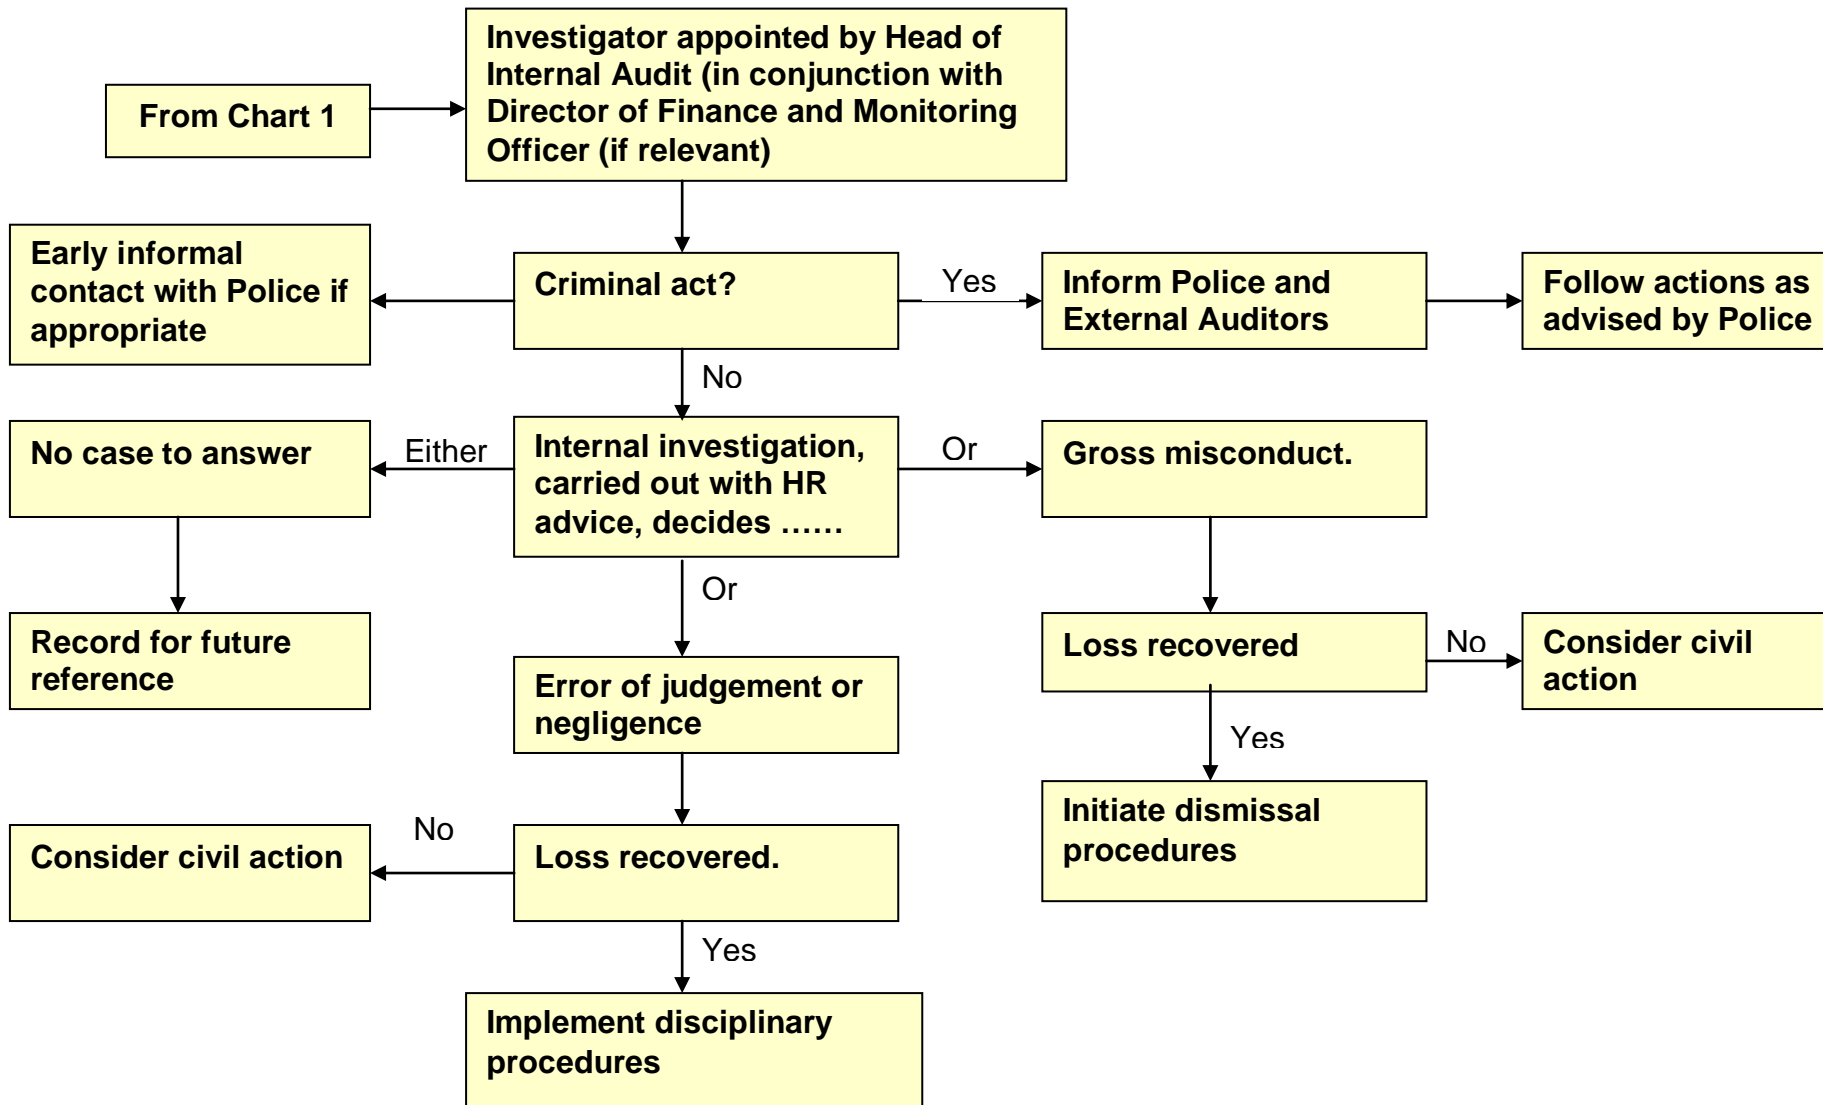 Investigator appointed by Head of
Internal Audit (in conjunction with
Director of Finance and Monitoring
Officer (if relevant)
From Chart 1
Early informal
contact with Police if
appropriate
Criminal act?
Yes
Inform Police and
External Auditors
Follow actions as
advised by Police
No
No case to answer
Either
Internal investigation,
carried out with HR
advice, decides ……
Or
Gross misconduct.
Or
Record for future
reference
Loss recovered
No
Consider civil
action
Error of judgement or
negligence
Yes
Initiate dismissal
procedures
Consider civil action
No
Loss recovered.
Yes
Implement disciplinary
procedures